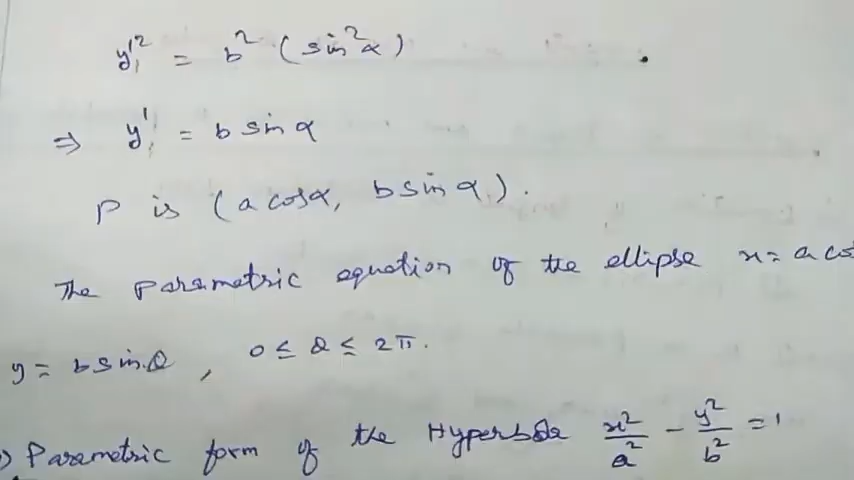 y₁'² = b² (sin²α)
⇒ y₁' = b sin α
P is (a cosα, b sin α).
The parametric equation of the ellipse x = a cos
y = b sin θ, 0 ≤ θ ≤ 2π.
) Parametric form of the Hyperbola x²/a² - y²/b² = 1